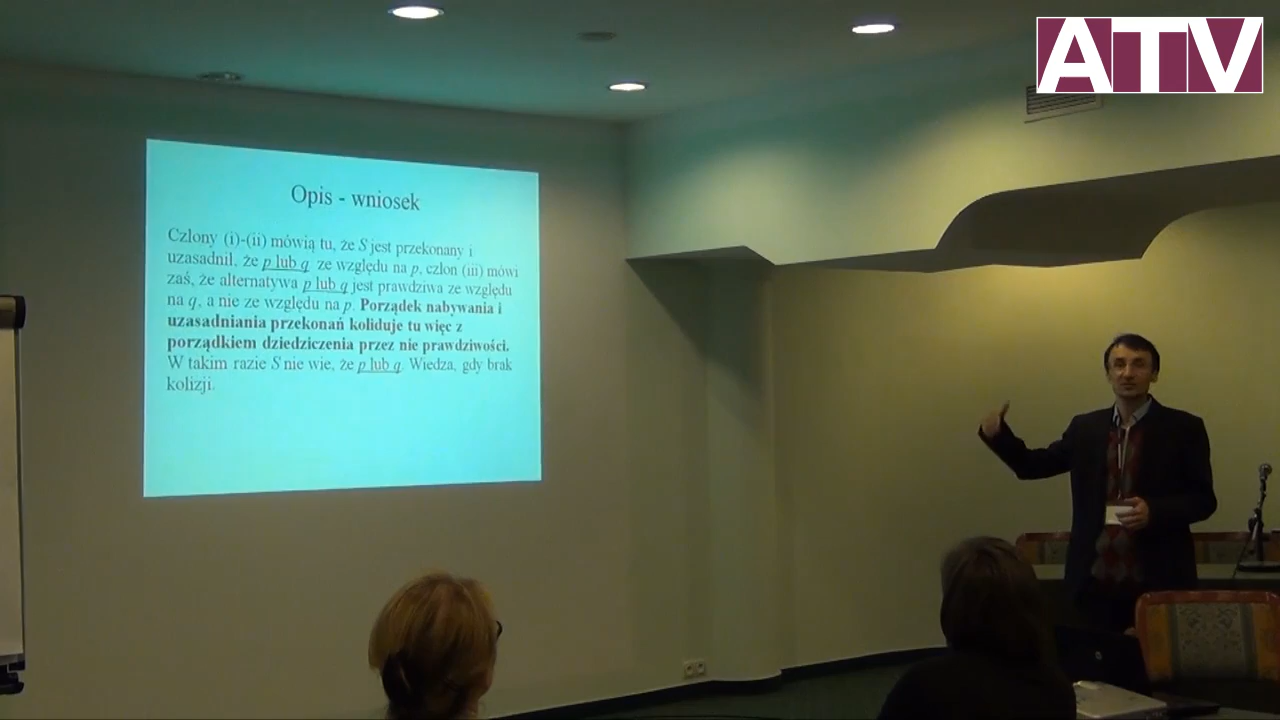 ATV
Opis - wniosek
Człony (i)-(ii) mówią tu, że S jest przekonany i
uzasadnił, że p lub q ze względu na p, człon (iii) mówi
zaś, że alternatywa p lub q jest prawdziwa ze względu
na q, a nie ze względu na p. Porządek nabywania i
uzasadniania przekonań koliduje tu więc z
porządkiem dziedziczenia przez nie prawdziwości.
W takim razie S nie wie, że p lub q. Wiedza, gdy brak
kolizji.